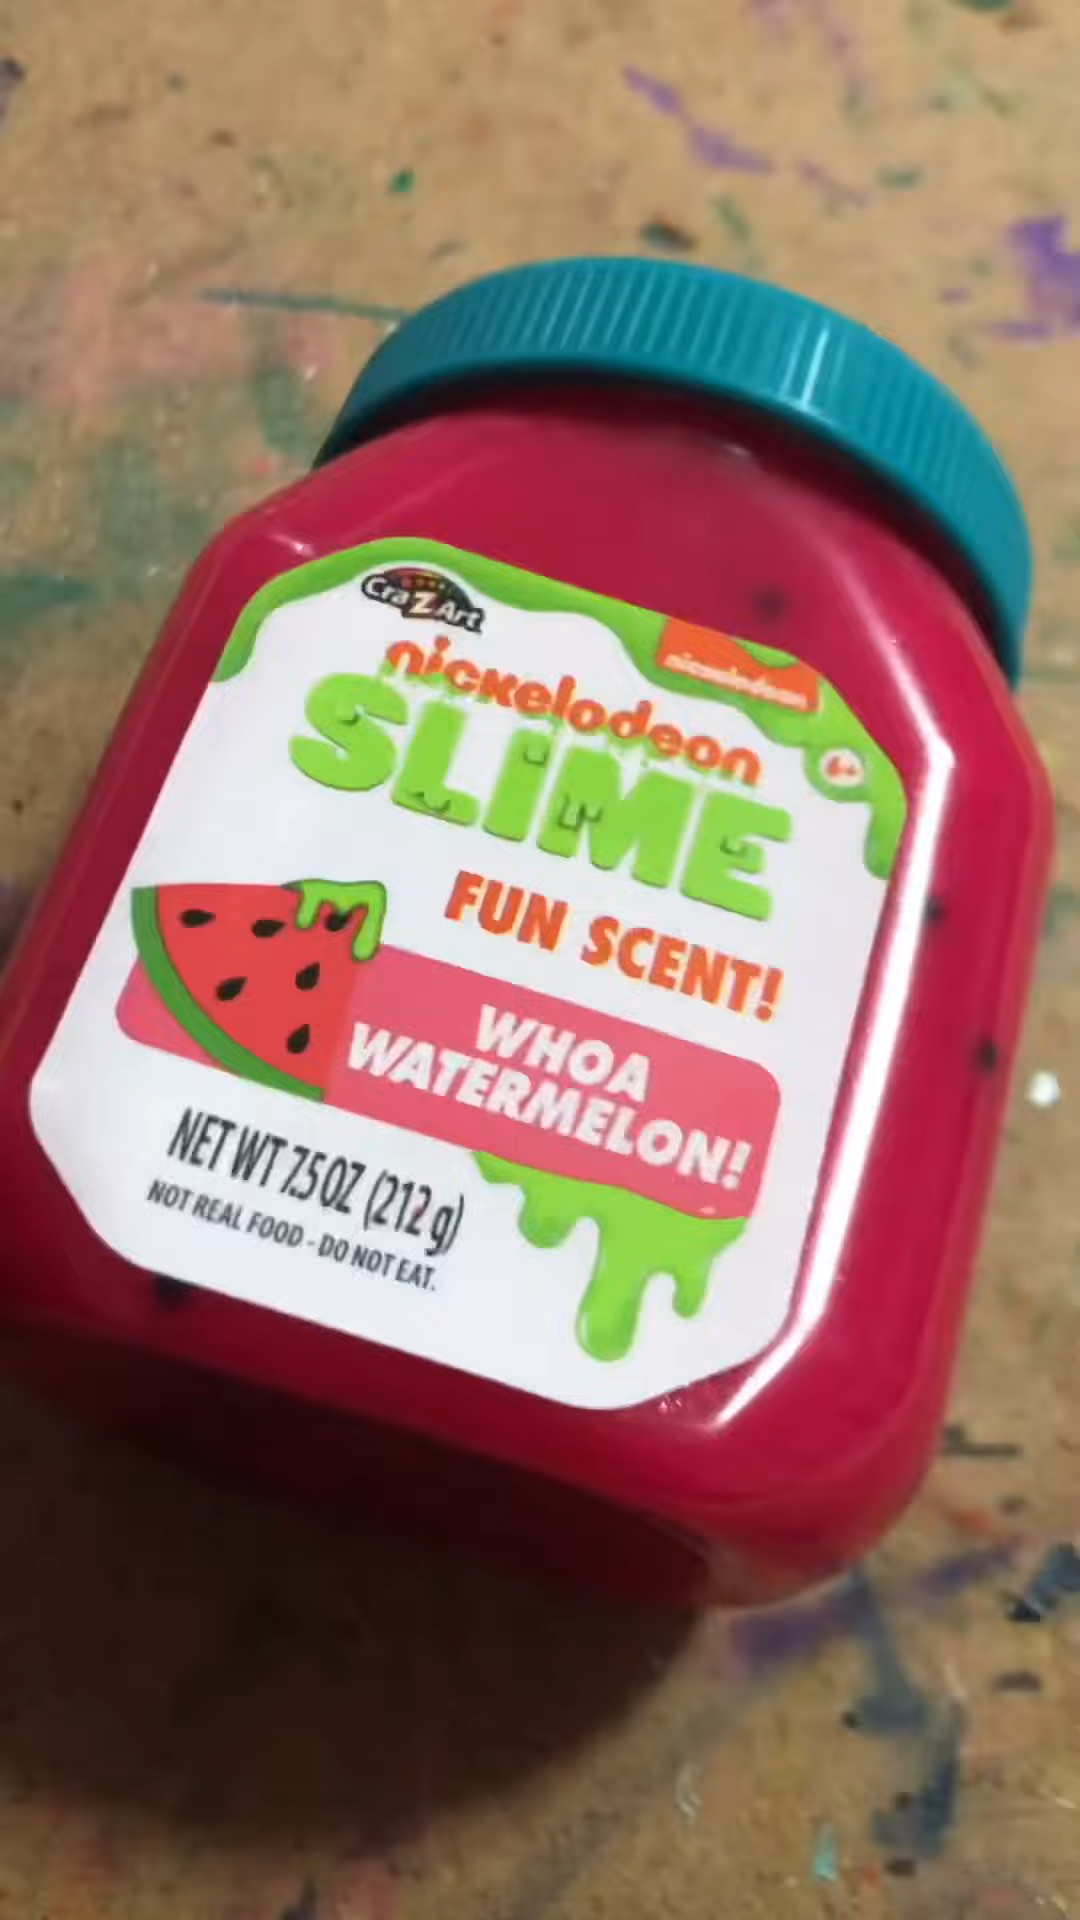 Cra Z Art
nickelodeon
nickelodeon
SLIME
6+
FUN SCENT!
WHOA
WATERMELON!
NET WT 7.5 OZ (212 g)
NOT REAL FOOD - DO NOT EAT.